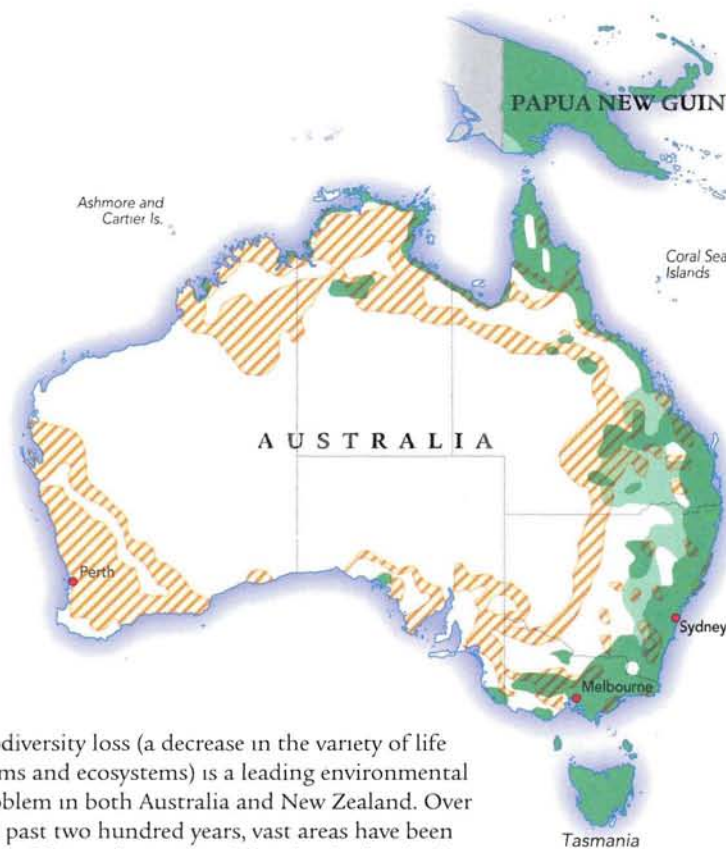 PAPUA NEW GUIN
Ashmore and
Cartier Is.
Coral Sea
Islands
AUSTRALIA
Perth
Sydney
Melbourne
diversity loss (a decrease in the variety of life
ms and ecosystems) is a leading environmental
blem in both Australia and New Zealand. Over
past two hundred years, vast areas have been
Tasmania